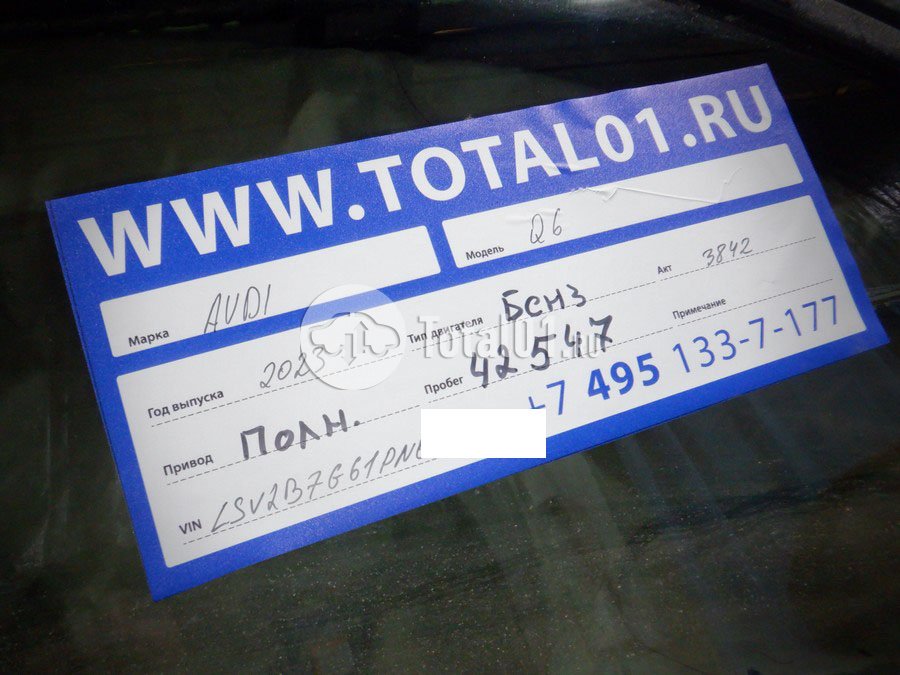 WWW.TOTAL01.RU
Марка AUDI Модель Q6
Год выпуска 2023 Тип двигателя Бенз Акт 3842
Привод Полн. Пробег 42547 Примечание
VIN LSV2B7G61PN
+7 495 133-7-177
Total01.ru